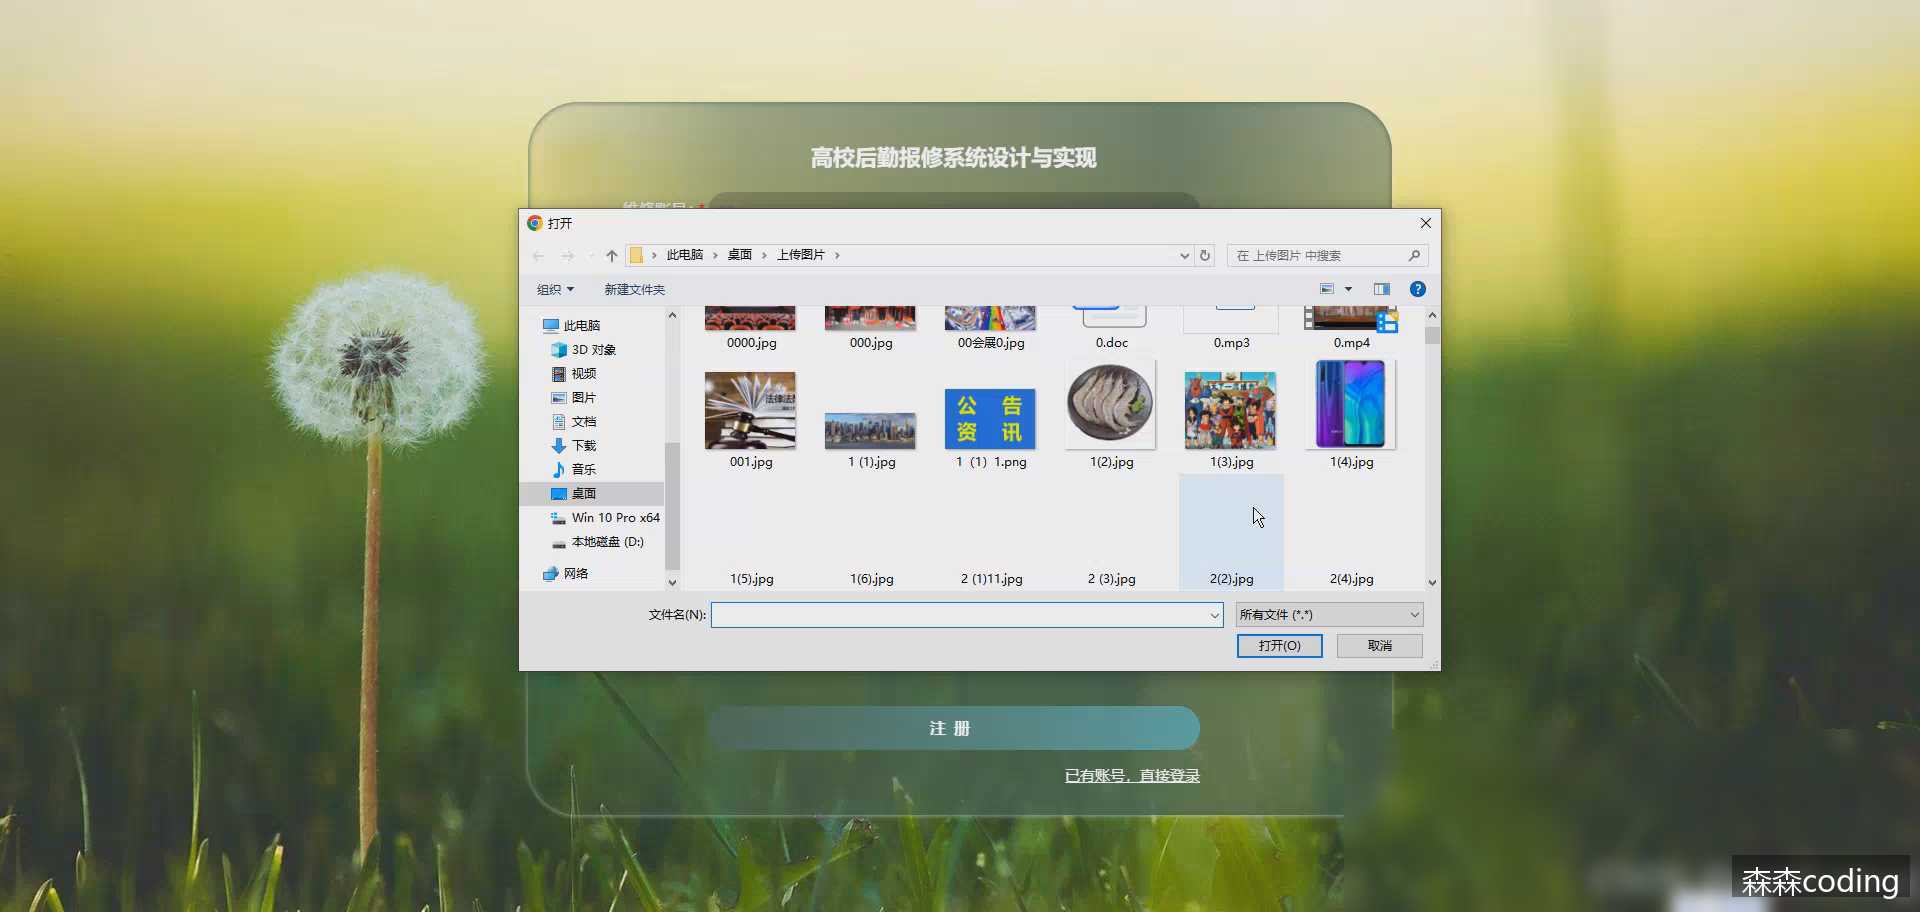 高校后勤报修系统设计与实现
维修账号：*
打开
此电脑 桌面 上传图片
在 上传图片 中搜索
组织 新建文件夹
此电脑
3D 对象
视频
图片
文档
下载
音乐
桌面
Win 10 Pro x64
本地磁盘 (D:)
网络
0000.jpg 000.jpg 00会展0.jpg 0.doc 0.mp3 0.mp4
公 告
资 讯
001.jpg 1 (1).jpg 1（1）1.png 1(2).jpg 1(3).jpg 1(4).jpg
1(5).jpg 1(6).jpg 2 (1)11.jpg 2 (3).jpg 2(2).jpg 2(4).jpg
文件名(N): 所有文件 (*.*)
打开(O) 取消
注 册
已有账号，直接登录
森森coding